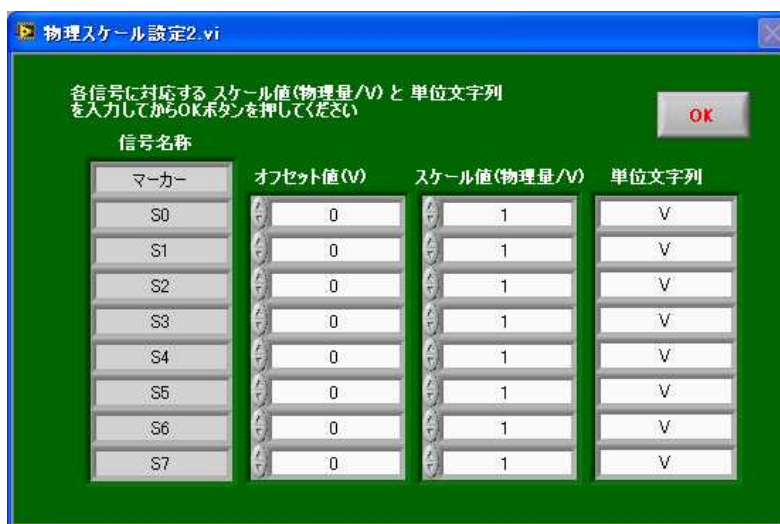 物理スケール設定2.vi
各信号に対応する スケール値(物理量/V) と 単位文字列
を入力してからOKボタンを押してください
OK
信号名称
マーカー オフセット値(V) スケール値(物理量/V) 単位文字列
S0 0 1 V
S1 0 1 V
S2 0 1 V
S3 0 1 V
S4 0 1 V
S5 0 1 V
S6 0 1 V
S7 0 1 V